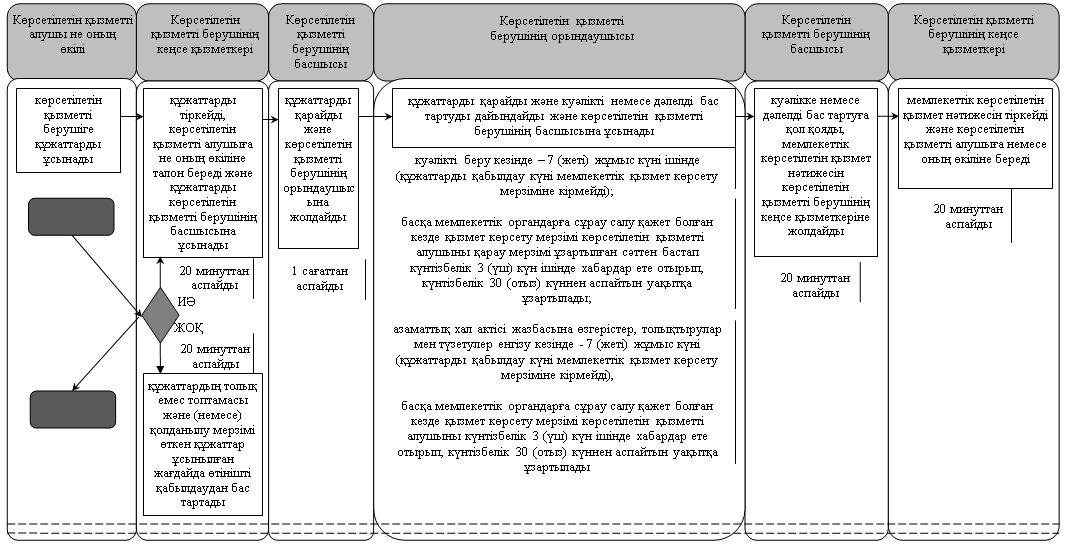 Көрсетілетін қызметті
алушы не оның
өкілі
Көрсетілетін
қызметті берушінің
кеңсе қызметкері
Көрсетілетін
қызметті
берушінің
басшысы
Көрсетілетін қызметті
берушінің орындаушысы
Көрсетілетін
қызметті берушінің
басшысы
Көрсетілетін қызметті
берушінің кеңсе
қызметкері
көрсетілетін
қызметті
берушіге
құжаттарды
ұсынады
құжаттарды
тіркейді,
көрсетілетін
қызметті алушыға
не оның өкіліне
талон береді және
құжаттарды
көрсетілетін
қызметті берушінің
басшысына
ұсынады
20 минуттан
аспайды
ИӘ
ЖОҚ
20 минуттан
аспайды
құжаттардың толық
емес топтамасы
және (немесе)
қолданылу мерзімі
өткен құжаттар
ұсынылған
жағдайда өтінішті
қабылдаудан бас
тартады
құжаттарды
қарайды
және
көрсетілетін
қызметті
берушінің
орындаушыс
ына
жолдайды
1 сағаттан
аспайды
құжаттарды қарайды және куәлікті немесе дәлелді бас
тартуды дайындайды және көрсетілетін қызметті
берушінің басшысына ұсынады
куәлікті беру кезінде – 7 (жеті) жұмыс күні ішінде
(құжаттарды қабылдау күні мемлекеттік қызмет көрсету
мерзіміне кірмейді);
басқа мемлекеттік органдарға сұрау салу қажет болған
кезде қызмет көрсету мерзімі көрсетілетін қызметті
алушыны қарау мерзімі ұзартылған сәттен бастап
күнтізбелік 3 (үш) күн ішінде хабардар ете отырып,
күнтізбелік 30 (отыз) күннен аспайтын уақытқа
ұзартылады;
азаматтық хал актісі жазбасына өзгерістер, толықтырулар
мен түзетулер енгізу кезінде - 7 (жеті) жұмыс күні
(құжаттарды қабылдау күні мемлекеттік қызмет көрсету
мерзіміне кірмейді),
басқа мемлекеттік органдарға сұрау салу қажет болған
кезде қызмет көрсету мерзімі көрсетілетін қызметті
алушыны күнтізбелік 3 (үш) күн ішінде хабардар ете
отырып, күнтізбелік 30 (отыз) күннен аспайтын уақытқа
ұзартылады
куәлікке немесе
дәлелді бас тартуға
қол қояды,
мемлекеттік
көрсетілетін қызмет
нәтижесін
көрсетілетін
қызметті берушінің
кеңсе қызметкеріне
жолдайды
20 минуттан
аспайды
мемлекеттік көрсетілетін
қызмет нәтижесін тіркейді
және көрсетілетін
қызметті алушыға немесе
оның өкіліне береді
20 минуттан
аспайды